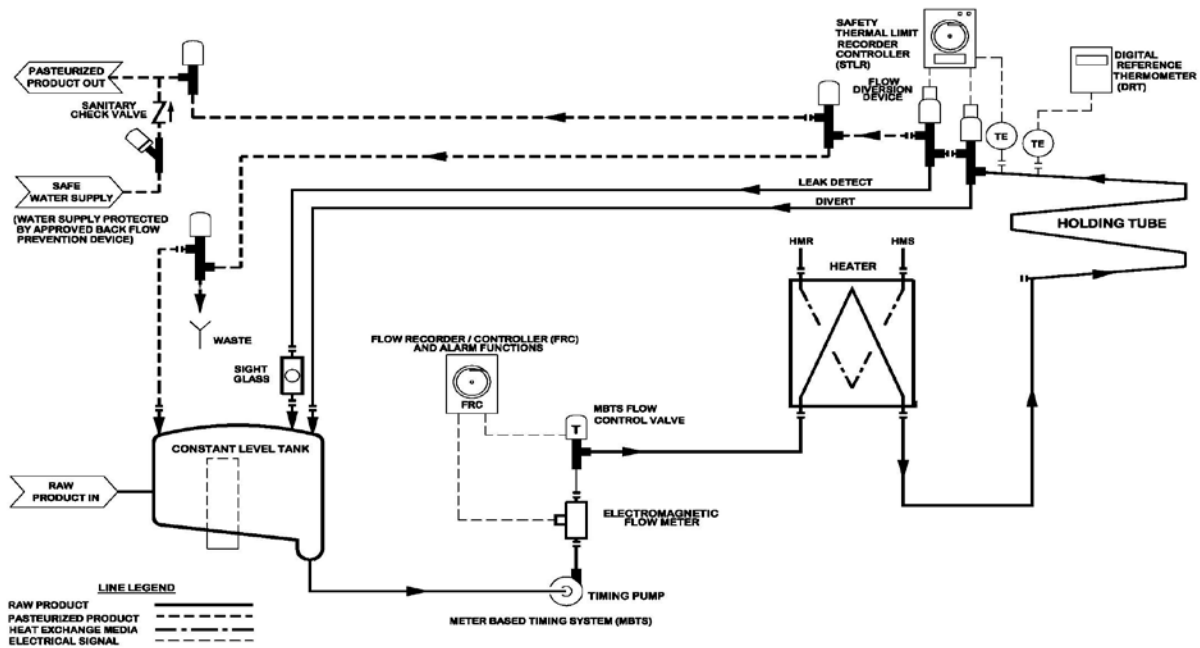 SAFETY
THERMAL LIMIT
RECORDER
CONTROLLER
(STLR)
DIGITAL
REFERENCE
THERMOMETER
(DRT)
PASTEURIZED
PRODUCT OUT
SANITARY
CHECK VALVE
FLOW
DIVERSION
DEVICE
TE
TE
SAFE
WATER SUPPLY
(WATER SUPPLY PROTECTED
BY APPROVED BACK FLOW
PREVENTION DEVICE)
LEAK DETECT
DIVERT
HOLDING TUBE
HMR
HMS
HEATER
WASTE
SIGHT
GLASS
FLOW RECORDER / CONTROLLER (FRC)
AND ALARM FUNCTIONS
FRC
MBTS FLOW
CONTROL VALVE
T
CONSTANT LEVEL TANK
RAW
PRODUCT IN
ELECTROMAGNETIC
FLOW METER
TIMING PUMP
METER BASED TIMING SYSTEM (MBTS)
LINE LEGEND
RAW PRODUCT
PASTEURIZED PRODUCT
HEAT EXCHANGE MEDIA
ELECTRICAL SIGNAL